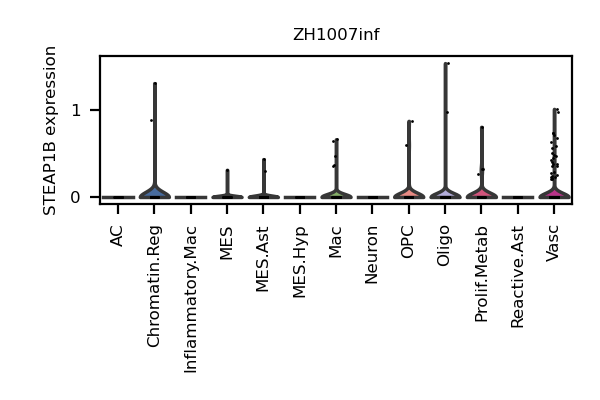 ZH1007inf
STEAP1B expression
1
0
AC
Chromatin.Reg
Inflammatory.Mac
MES
MES.Ast
MES.Hyp
Mac
Neuron
OPC
Oligo
Prolif.Metab
Reactive.Ast
Vasc